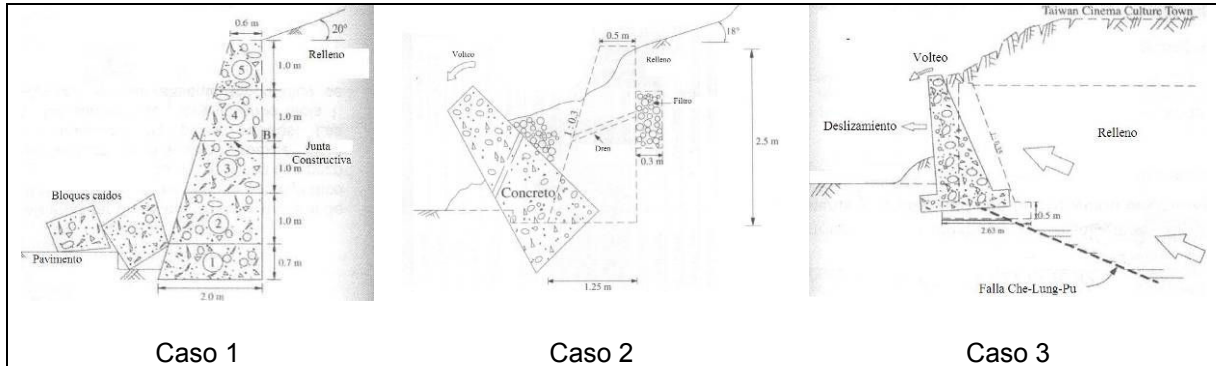 0.6 m
20°
Relleno
1.0 m
5
1.0 m
4
A
B
Junta
Constructiva
1.0 m
3
Bloques caidos
1.0 m
2
Pavimento
0.7 m
1
2.0 m
Caso 1
0.5 m
18°
Volteo
Relleno
Filtro
1:0.3
Dren
2.5 m
0.3 m
Concreto
1.25 m
Caso 2
Taiwan Cinema Culture Town
Volteo
Deslizamiento
Relleno
0.5 m
2.63 m
Falla Che-Lung-Pu
Caso 3